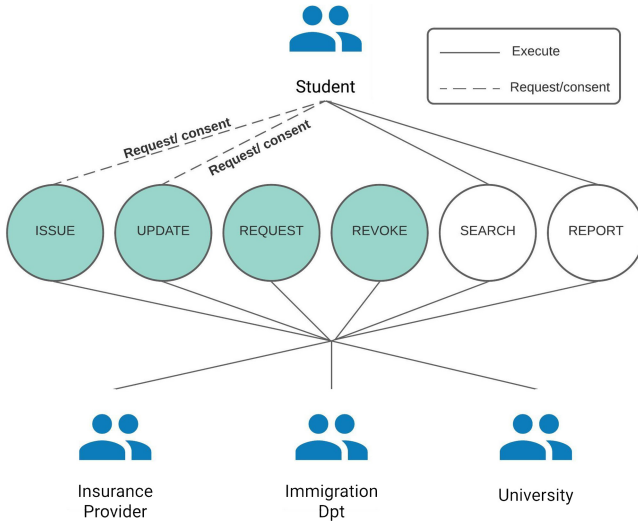 Execute
Student
Request/consent
Request/ consent
Request/ consent
ISSUE
UPDATE
REQUEST
REVOKE
SEARCH
REPORT
Insurance
Provider
Immigration
Dpt
University